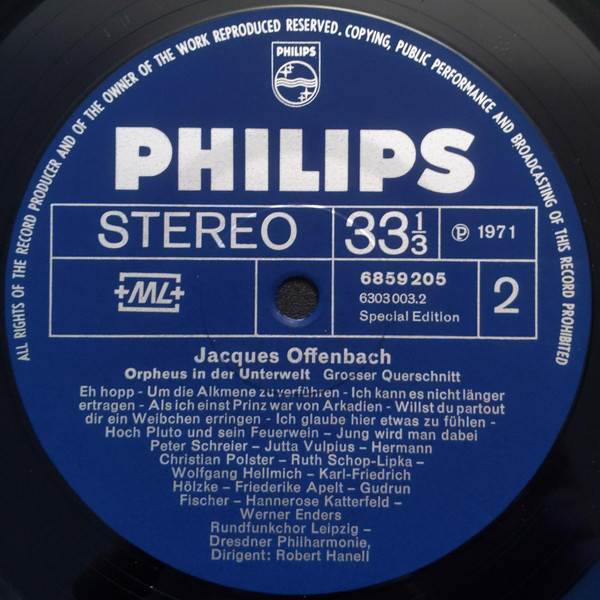 ALL RIGHTS OF THE RECORD PRODUCER AND OF THE OWNER OF THE WORK REPRODUCED RESERVED. COPYING, PUBLIC PERFORMANCE AND BROADCASTING OF THIS RECORD PROHIBITED
PHILIPS
PHILIPS
STEREO 33 1/3 ℗ 1971
+ML+ 6859205 2
6303 003.2
Special Edition
Jacques Offenbach
Orpheus in der Unterwelt Grosser Querschnitt
Eh hopp - Um die Alkmene zu verführen - Ich kann es nicht länger
ertragen - Als ich einst Prinz war von Arkadien - Willst du partout
dir ein Weibchen erringen - Ich glaube hier etwas zu fühlen -
Hoch Pluto und sein Feuerwein - Jung wird man dabei
Peter Schreier – Jutta Vulpius – Hermann
Christian Polster – Ruth Schop-Lipka –
Wolfgang Hellmich – Karl-Friedrich
Hölzke – Friederike Apelt – Gudrun
Fischer – Hannerose Katterfeld –
Werner Enders
Rundfunkchor Leipzig –
Dresdner Philharmonie,
Dirigent: Robert Hanell